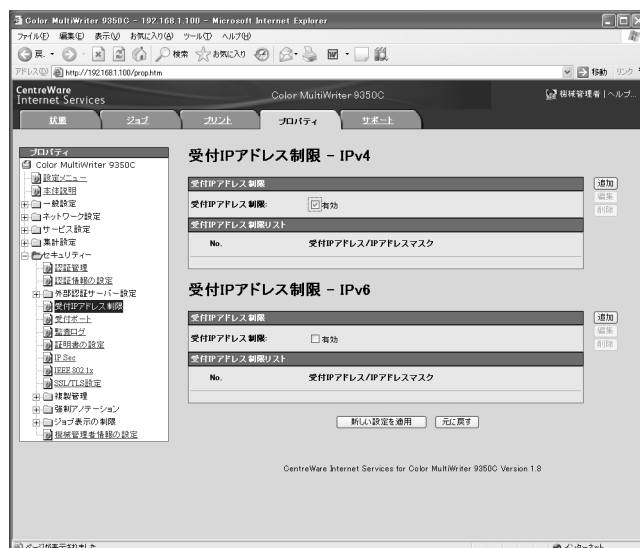 Color MultiWriter 9350C - 192.168.1.100 - Microsoft Internet Explorer
ファイル(F) 編集(E) 表示(V) お気に入り(A) ツール(T) ヘルプ(H)
戻る 検索 お気に入り
アドレス(D) http://192.168.1.100/prop.htm 移動 リンク
CentreWare
Internet Services
Color MultiWriter 9350C
機械管理者 | ヘルプ...
状態 ジョブ プリント プロパティ サポート
プロパティ
Color MultiWriter 9350C
設定メニュー
本体説明
一般設定
ネットワーク設定
サービス設定
集計設定
セキュリティー
認証管理
認証情報の設定
外部認証サーバー設定
受付IPアドレス制限
受付ポート
監査ログ
証明書の設定
IP Sec
IEEE 802.1x
SSL/TLS設定
複製管理
強制アノテーション
ジョブ表示の制限
機械管理者情報の設定
受付IPアドレス制限 - IPv4
受付IPアドレス制限
受付IPアドレス制限: 有効
追加
編集
削除
受付IPアドレス制限リスト
No. 受付IPアドレス/IPアドレスマスク
受付IPアドレス制限 - IPv6
受付IPアドレス制限
受付IPアドレス制限: 有効
追加
編集
削除
受付IPアドレス制限リスト
No. 受付IPアドレス/IPアドレスマスク
新しい設定を適用 元に戻す
CentreWare Internet Services for Color MultiWriter 9350C Version 1.8
ページが表示されました
インターネット